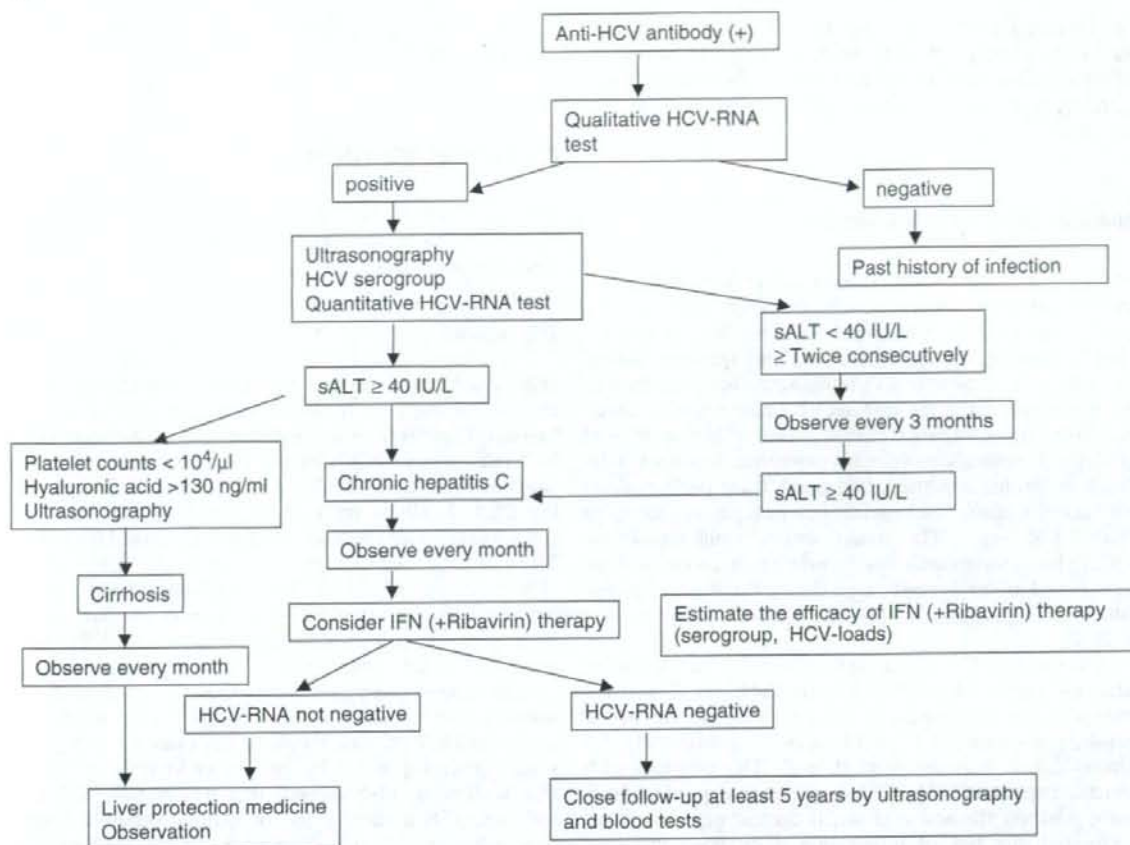 Anti-HCV antibody (+)
Qualitative HCV-RNA
test
positive
negative
Ultrasonography
HCV serogroup
Quantitative HCV-RNA test
Past history of infection
sALT < 40 IU/L
≥ Twice consecutively
sALT ≥ 40 IU/L
Observe every 3 months
Platelet counts < 10⁴/µl
Hyaluronic acid >130 ng/ml
Ultrasonography
Chronic hepatitis C
sALT ≥ 40 IU/L
Observe every month
Cirrhosis
Consider IFN (+Ribavirin) therapy
Estimate the efficacy of IFN (+Ribavirin) therapy
(serogroup, HCV-loads)
Observe every month
HCV-RNA not negative
HCV-RNA negative
Liver protection medicine
Observation
Close follow-up at least 5 years by ultrasonography
and blood tests